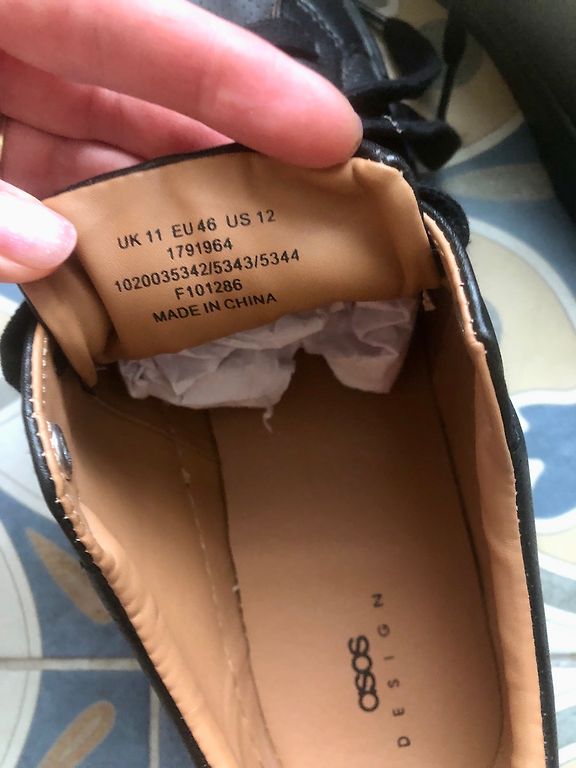 UK 11 EU 46 US 12
1791964
1020035342/5343/5344
F101286
MADE IN CHINA
asos
DESIGN